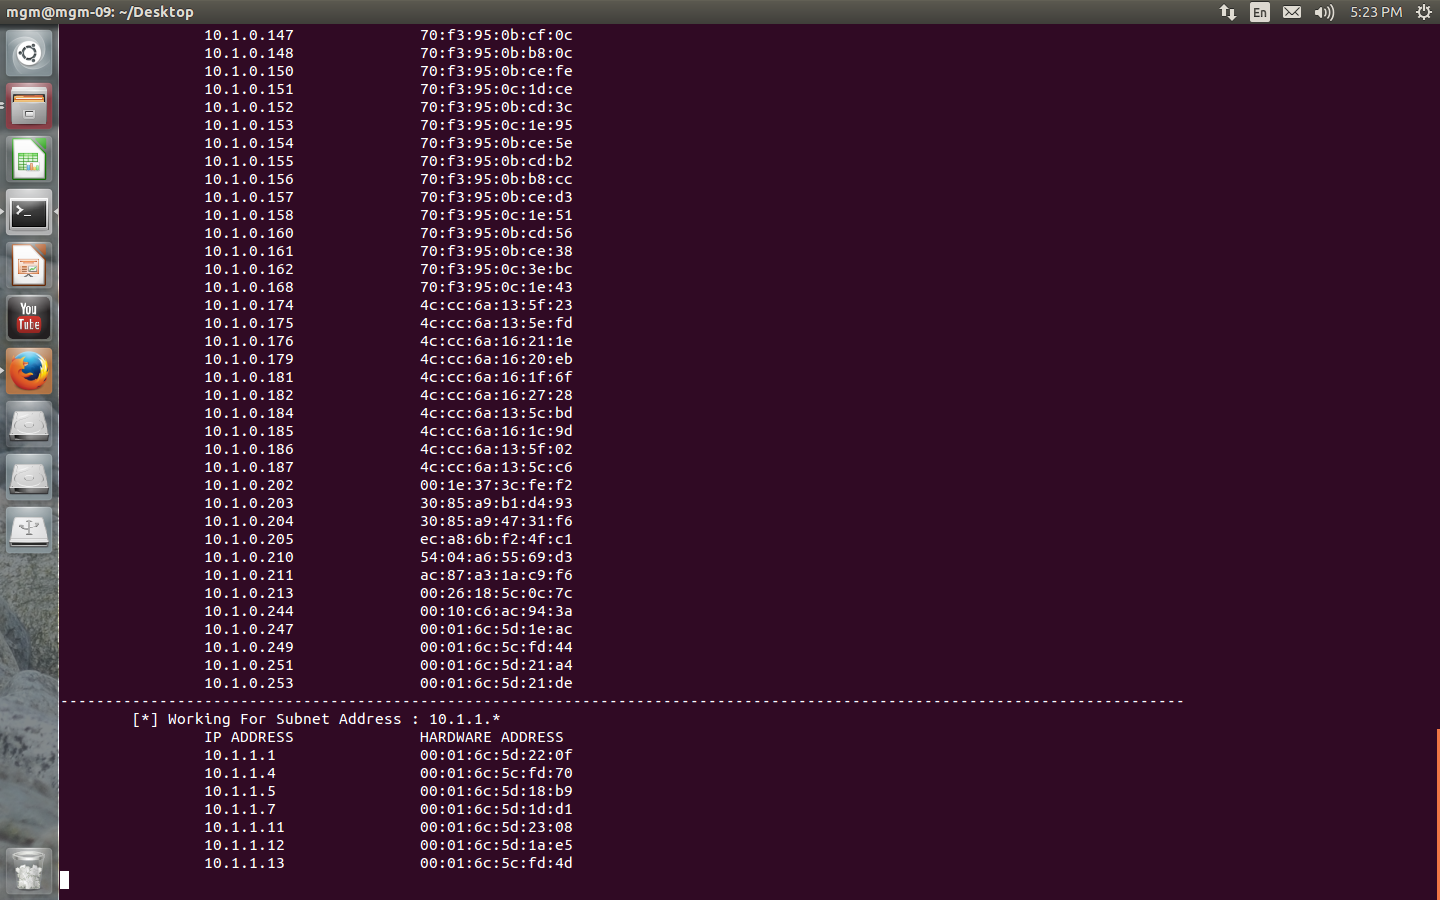 mgm@mgm-09: ~/Desktop En 5:23 PM
10.1.0.147 70:f3:95:0b:cf:0c
10.1.0.148 70:f3:95:0b:b8:0c
10.1.0.150 70:f3:95:0b:ce:fe
10.1.0.151 70:f3:95:0c:1d:ce
10.1.0.152 70:f3:95:0b:cd:3c
10.1.0.153 70:f3:95:0c:1e:95
10.1.0.154 70:f3:95:0b:ce:5e
10.1.0.155 70:f3:95:0b:cd:b2
10.1.0.156 70:f3:95:0b:b8:cc
10.1.0.157 70:f3:95:0b:ce:d3
10.1.0.158 70:f3:95:0c:1e:51
10.1.0.160 70:f3:95:0b:cd:56
10.1.0.161 70:f3:95:0b:ce:38
10.1.0.162 70:f3:95:0c:3e:bc
10.1.0.168 70:f3:95:0c:1e:43
10.1.0.174 4c:cc:6a:13:5f:23
10.1.0.175 4c:cc:6a:13:5e:fd
10.1.0.176 4c:cc:6a:16:21:1e
10.1.0.179 4c:cc:6a:16:20:eb
10.1.0.181 4c:cc:6a:16:1f:6f
10.1.0.182 4c:cc:6a:16:27:28
10.1.0.184 4c:cc:6a:13:5c:bd
10.1.0.185 4c:cc:6a:16:1c:9d
10.1.0.186 4c:cc:6a:13:5f:02
10.1.0.187 4c:cc:6a:13:5c:c6
10.1.0.202 00:1e:37:3c:fe:f2
10.1.0.203 30:85:a9:b1:d4:93
10.1.0.204 30:85:a9:47:31:f6
10.1.0.205 ec:a8:6b:f2:4f:c1
10.1.0.210 54:04:a6:55:69:d3
10.1.0.211 ac:87:a3:1a:c9:f6
10.1.0.213 00:26:18:5c:0c:7c
10.1.0.244 00:10:c6:ac:94:3a
10.1.0.247 00:01:6c:5d:1e:ac
10.1.0.249 00:01:6c:5c:fd:44
10.1.0.251 00:01:6c:5d:21:a4
10.1.0.253 00:01:6c:5d:21:de
-----------------------------------------------------------------------------------------------------------------------------
[*] Working For Subnet Address : 10.1.1.*
IP ADDRESS HARDWARE ADDRESS
10.1.1.1 00:01:6c:5d:22:0f
10.1.1.4 00:01:6c:5c:fd:70
10.1.1.5 00:01:6c:5d:18:b9
10.1.1.7 00:01:6c:5d:1d:d1
10.1.1.11 00:01:6c:5d:23:08
10.1.1.12 00:01:6c:5d:1a:e5
10.1.1.13 00:01:6c:5c:fd:4d
You
Tube